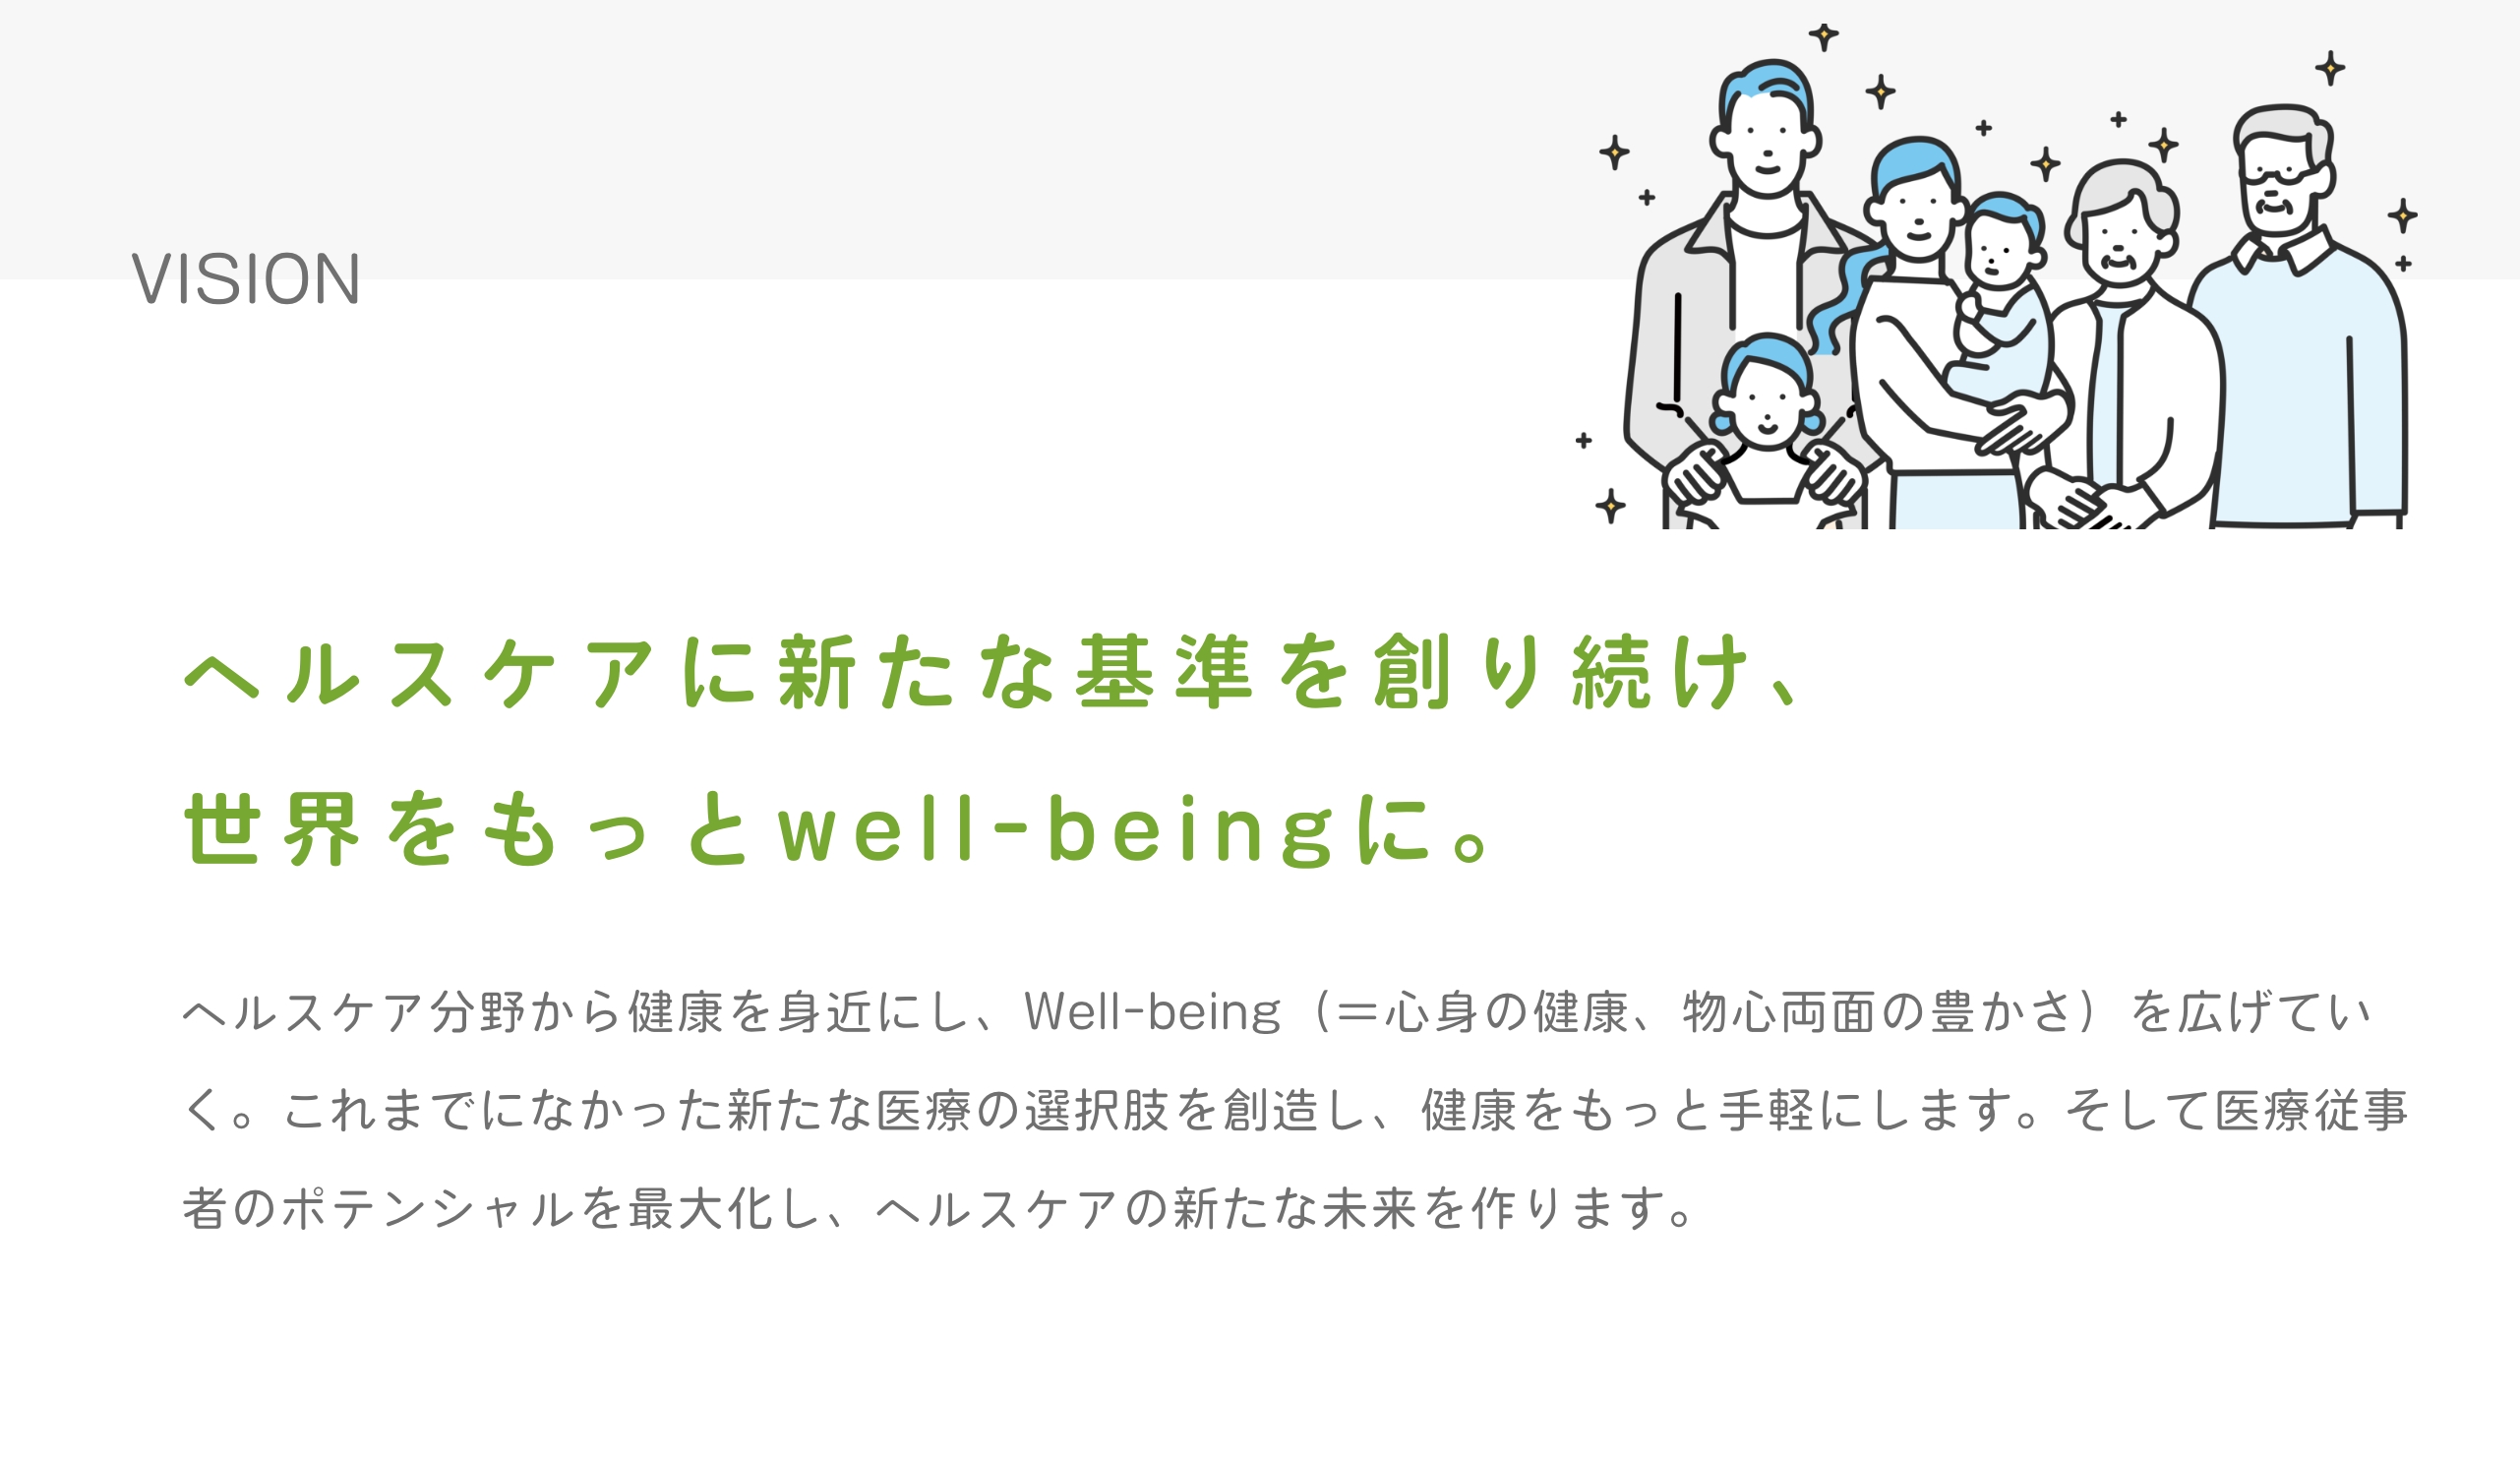 VISION
ヘルスケアに新たな基準を創り続け、
世界をもっとwell-beingに。
ヘルスケア分野から健康を身近にし、Well-being（＝心身の健康、物心両面の豊かさ）を広げてい
く。これまでになかった新たな医療の選択肢を創造し、健康をもっと手軽にします。そして医療従事
者のポテンシャルを最大化し、ヘルスケアの新たな未来を作ります。